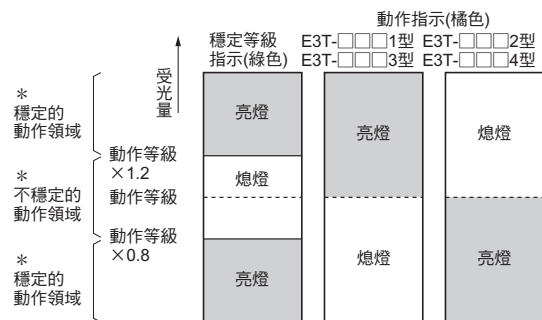 動作指示(橘色)
穩定等級
指示(綠色)
E3T-□□□1型
E3T-□□□3型
E3T-□□□2型
E3T-□□□4型
受光量
＊
穩定的
動作領域
動作等級
×1.2
＊
不穩定的
動作領域
動作等級
動作等級
×0.8
＊
穩定的
動作領域
亮燈
熄燈
亮燈
亮燈
熄燈
熄燈
亮燈